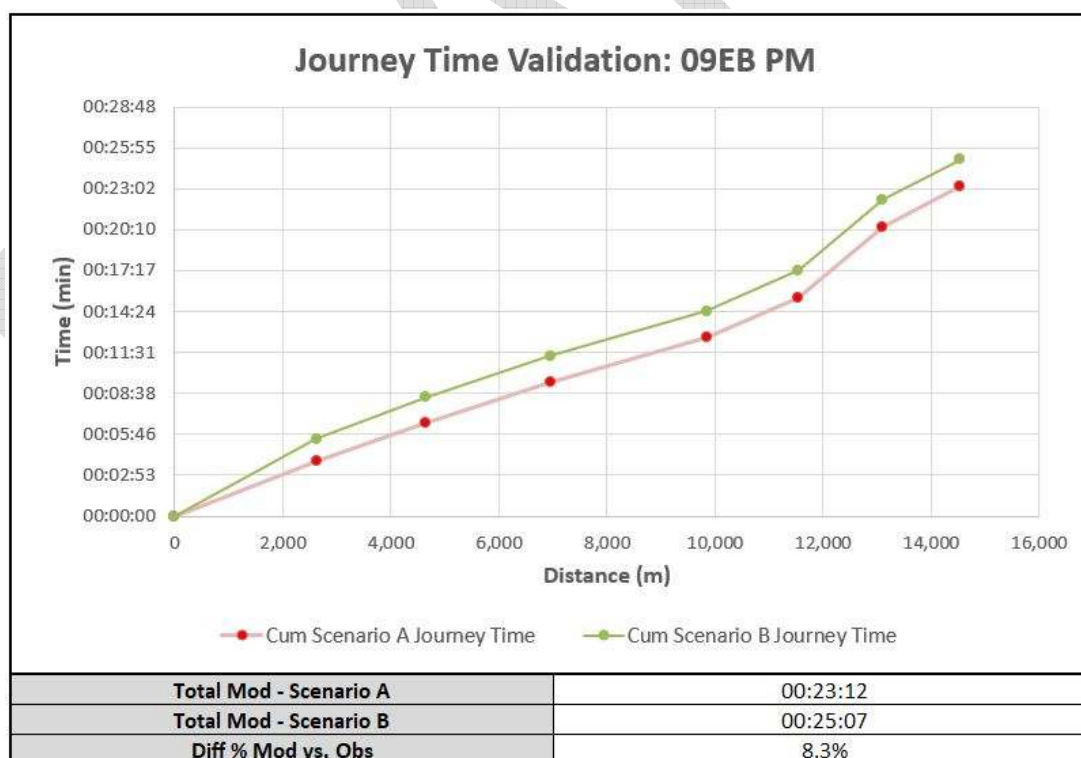 Journey Time Validation: 09EB PM
00:28:48
00:25:55
00:23:02
00:20:10
00:17:17
00:14:24
00:11:31
00:08:38
00:05:46
00:02:53
00:00:00
Time (min)
0 2,000 4,000 6,000 8,000 10,000 12,000 14,000 16,000
Distance (m)
Cum Scenario A Journey Time Cum Scenario B Journey Time
Total Mod - Scenario A 00:23:12
Total Mod - Scenario B 00:25:07
Diff % Mod vs. Obs 8.3%